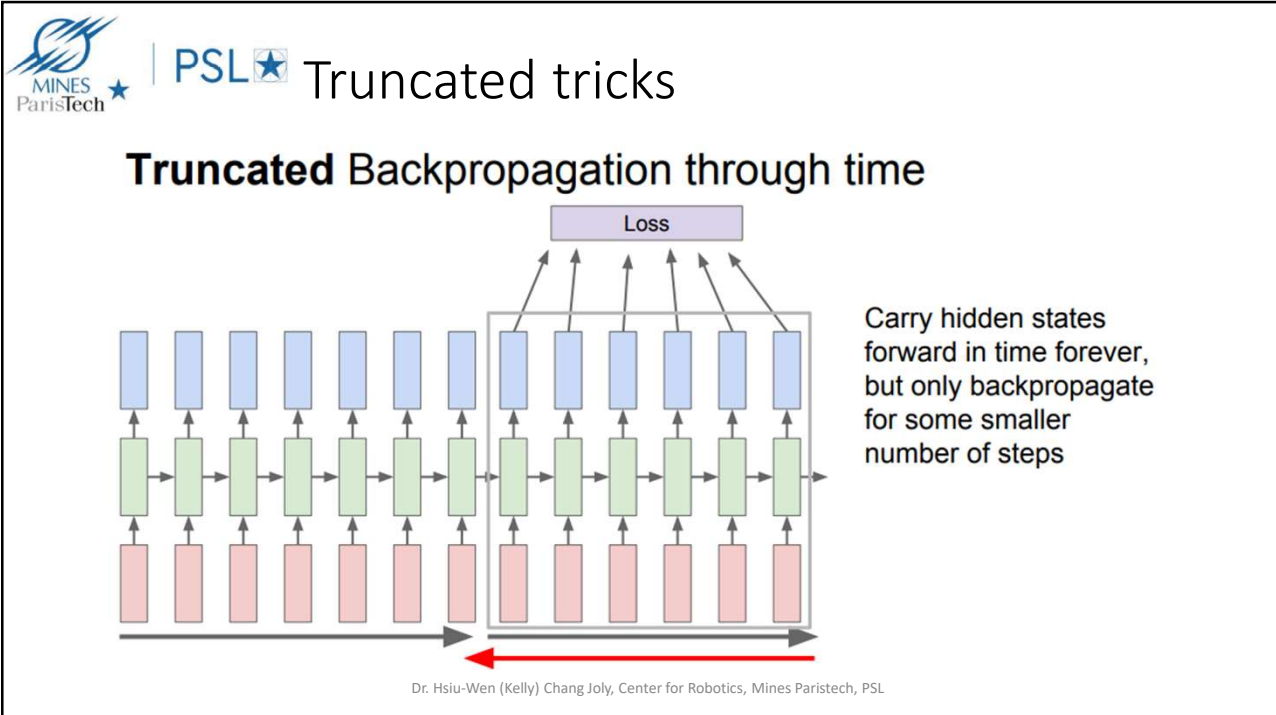 MINES
ParisTech
PSL
Truncated tricks
Truncated Backpropagation through time
Loss
Carry hidden states
forward in time forever,
but only backpropagate
for some smaller
number of steps
Dr. Hsiu-Wen (Kelly) Chang Joly, Center for Robotics, Mines Paristech, PSL